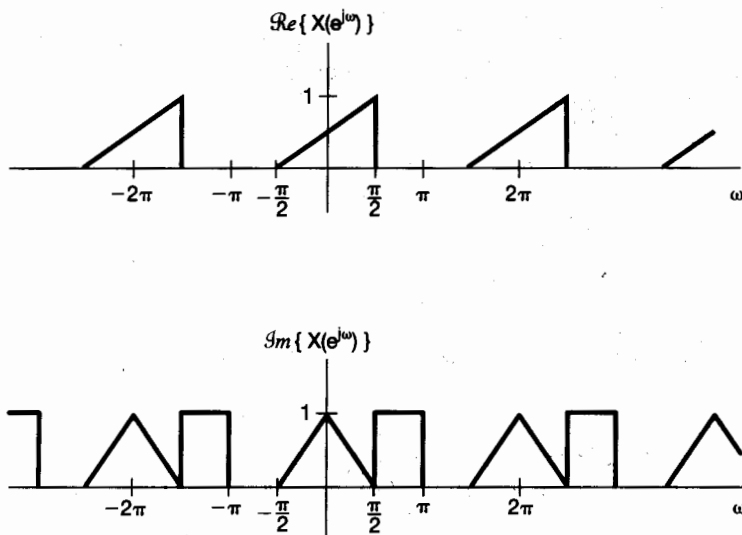 ℛe{ X(e^{jω}) }
1
−2π −π −π/2 π/2 π 2π ω
ℐm{ X(e^{jω}) }
1
−2π −π −π/2 π/2 π 2π ω